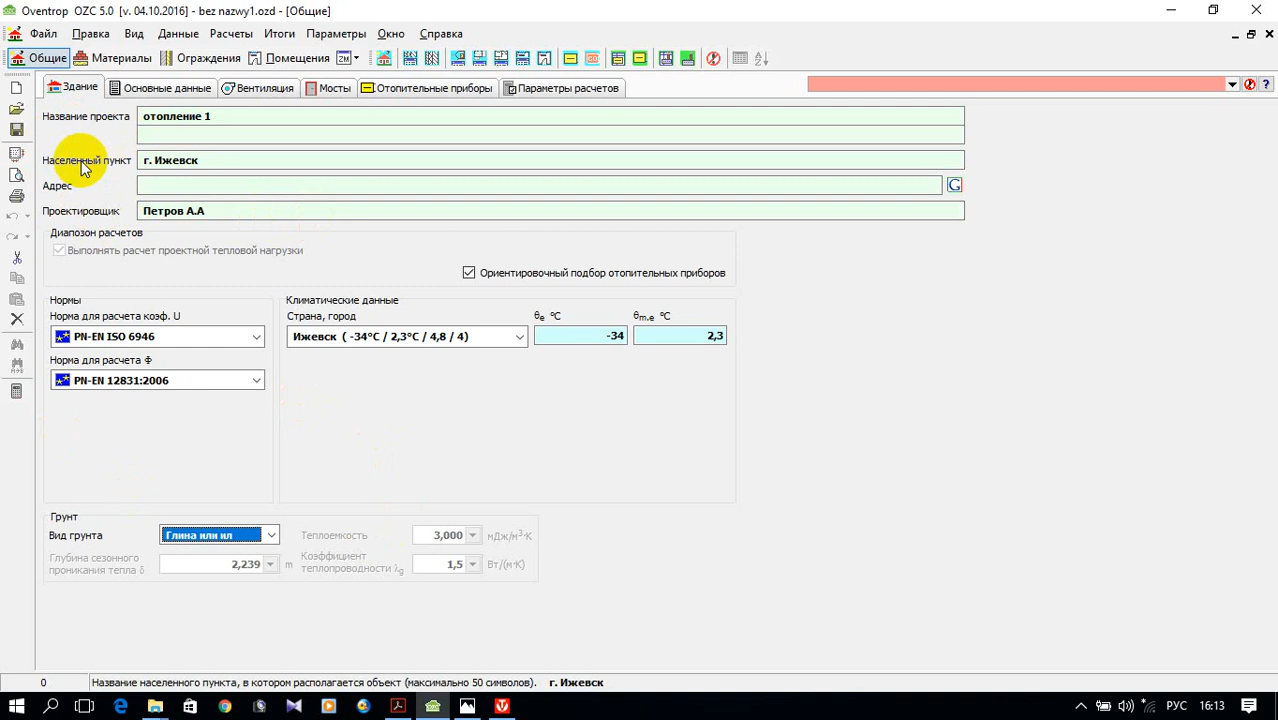 Oventrop OZC 5.0 [v. 04.10.2016] - bez nazwy1.ozd - [Общие]
Файл Правка Вид Данные Расчеты Итоги Параметры Окно Справка
Общие Материалы Ограждения Помещения
Здание Основные данные Вентиляция Мосты Отопительные приборы Параметры расчетов
Название проекта отопление 1
Населенный пункт г. Ижевск
Адрес
Проектировщик Петров А.А
Диапозон расчетов
Выполнять расчет проектной тепловой нагрузки
Ориентировочный подбор отопительных приборов
Нормы
Норма для расчета коэф. U
PN-EN ISO 6946
Норма для расчета Ф
PN-EN 12831:2006
Климатические данные
Страна, город θe °C θm.e °C
Ижевск ( -34°C / 2,3°C / 4,8 / 4) -34 2,3
Грунт
Вид грунта Глина или ил Теплоемкость 3,000 мДж/м³·K
Глубина сезонного проникания тепла δ 2,239 m Коэффициент теплопроводности λg 1,5 Вт/(м·K)
0 Название населенного пункта, в котором располагается объект (максимально 50 символов). г. Ижевск
РУС 16:13